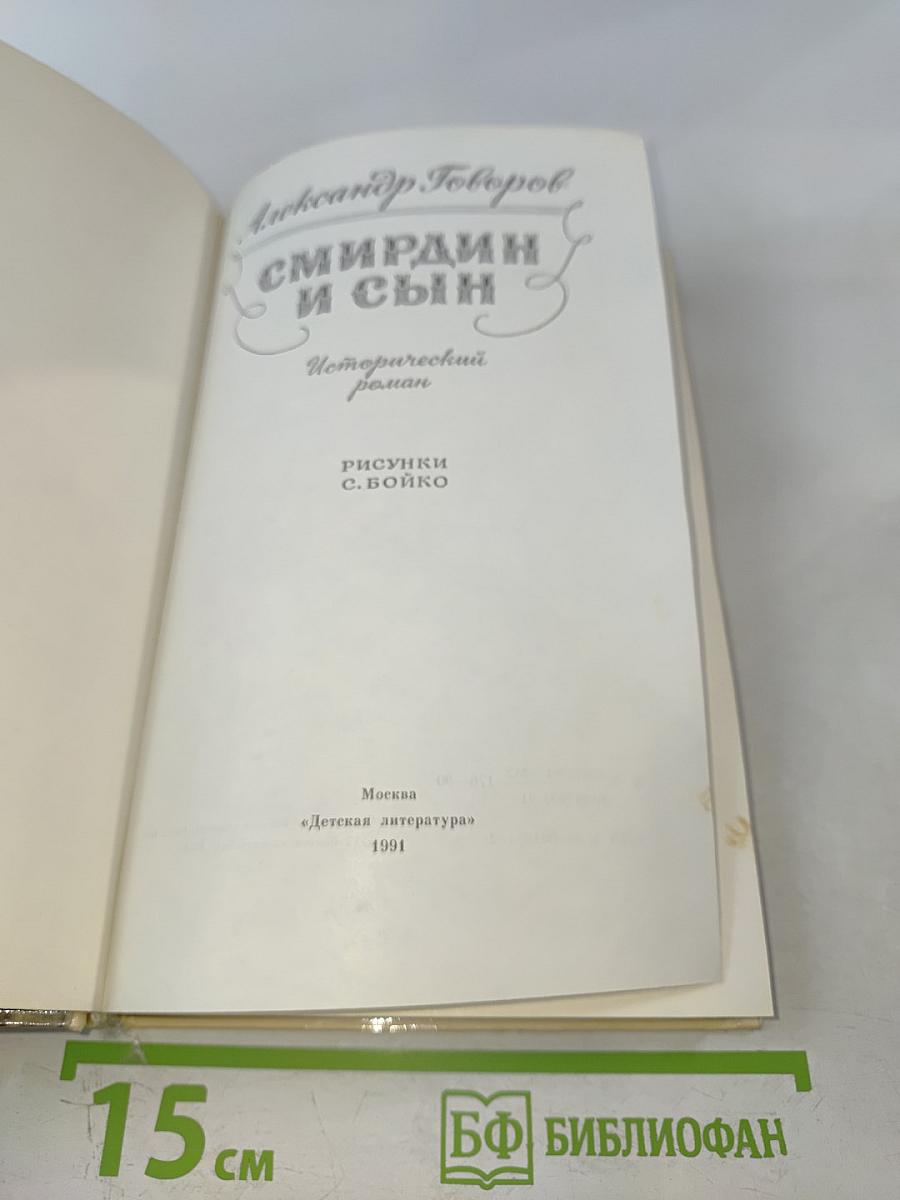 Александр Говоров
СМИРДИН
И СЫН
Исторический
роман
РИСУНКИ
С. БОЙКО
Москва
«Детская литература»
1991
15 см
БФ БИБЛИОФАН